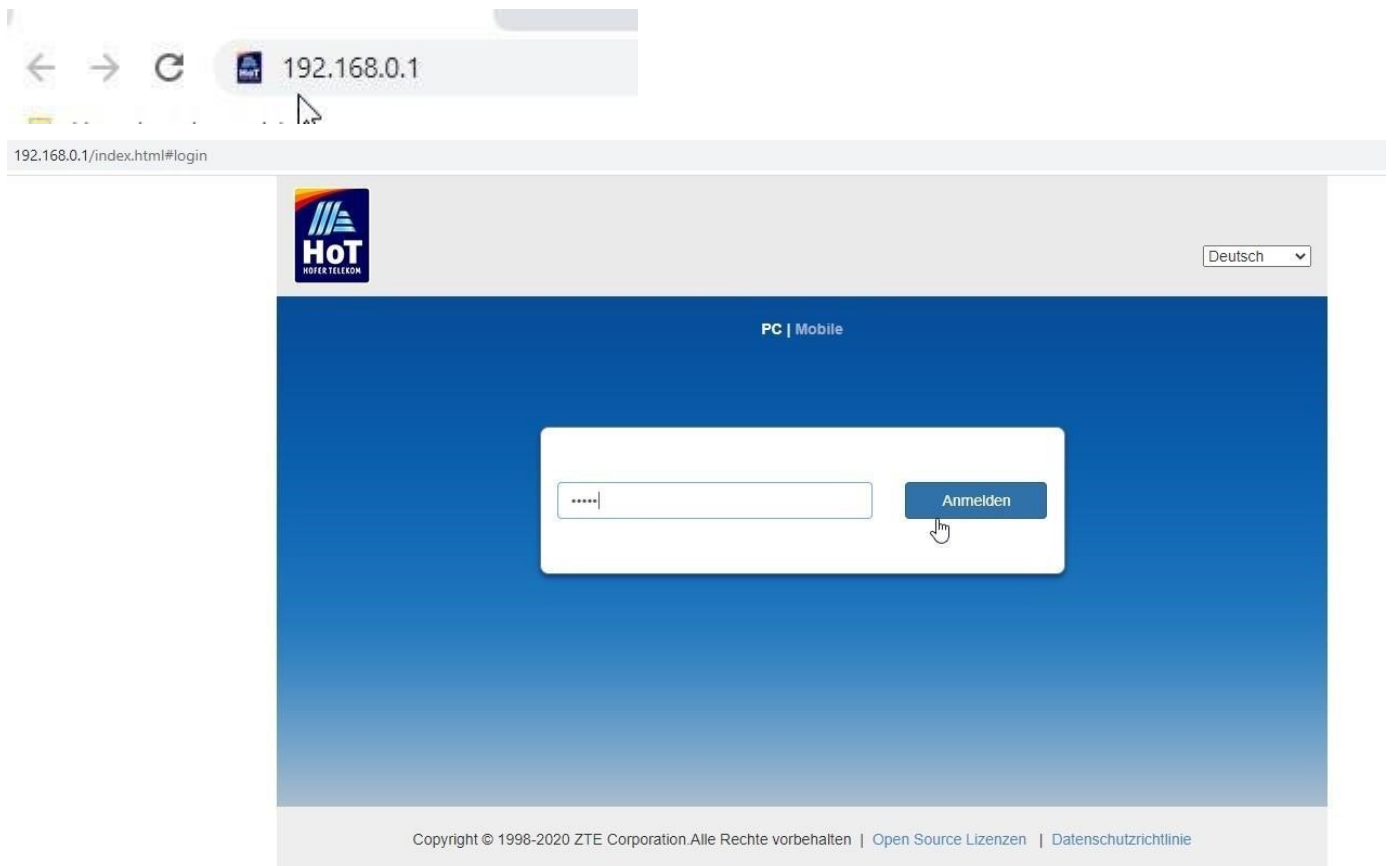 192.168.0.1
192.168.0.1/index.html#login
HoT
HOFER TELEKOM
Deutsch
PC | Mobile
•••••
Anmelden
Copyright © 1998-2020 ZTE Corporation.Alle Rechte vorbehalten | Open Source Lizenzen | Datenschutzrichtlinie